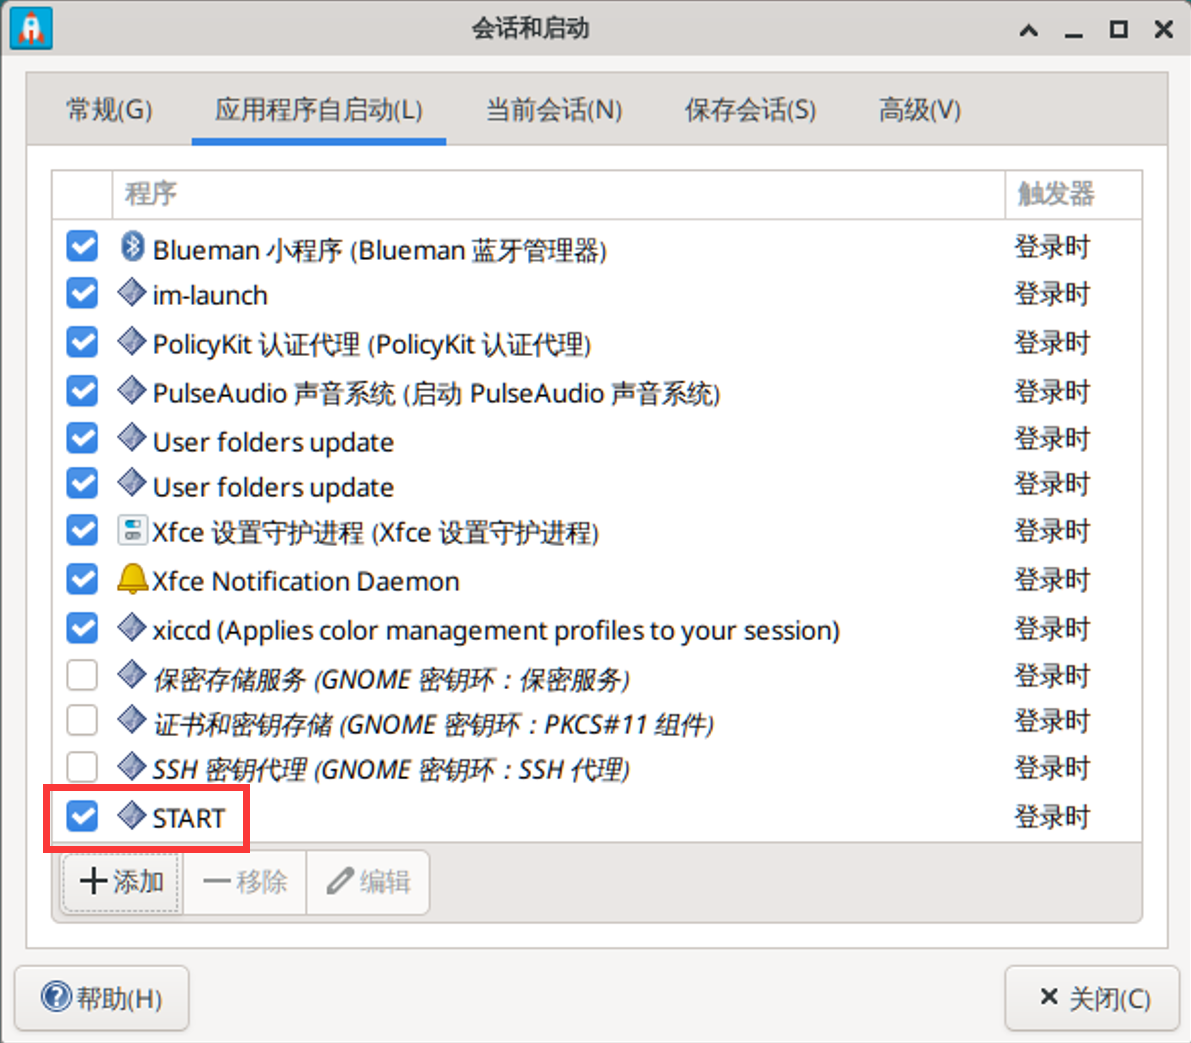 会话和启动
常规(G) 应用程序自启动(L) 当前会话(N) 保存会话(S) 高级(V)
程序 触发器
Blueman 小程序 (Blueman 蓝牙管理器) 登录时
im-launch 登录时
PolicyKit 认证代理 (PolicyKit 认证代理) 登录时
PulseAudio 声音系统 (启动 PulseAudio 声音系统) 登录时
User folders update 登录时
User folders update 登录时
Xfce 设置守护进程 (Xfce 设置守护进程) 登录时
Xfce Notification Daemon 登录时
xiccd (Applies color management profiles to your session) 登录时
保密存储服务 (GNOME 密钥环：保密服务) 登录时
证书和密钥存储 (GNOME 密钥环：PKCS#11 组件) 登录时
SSH 密钥代理 (GNOME 密钥环：SSH 代理) 登录时
START 登录时
添加 移除 编辑
帮助(H) 关闭(C)